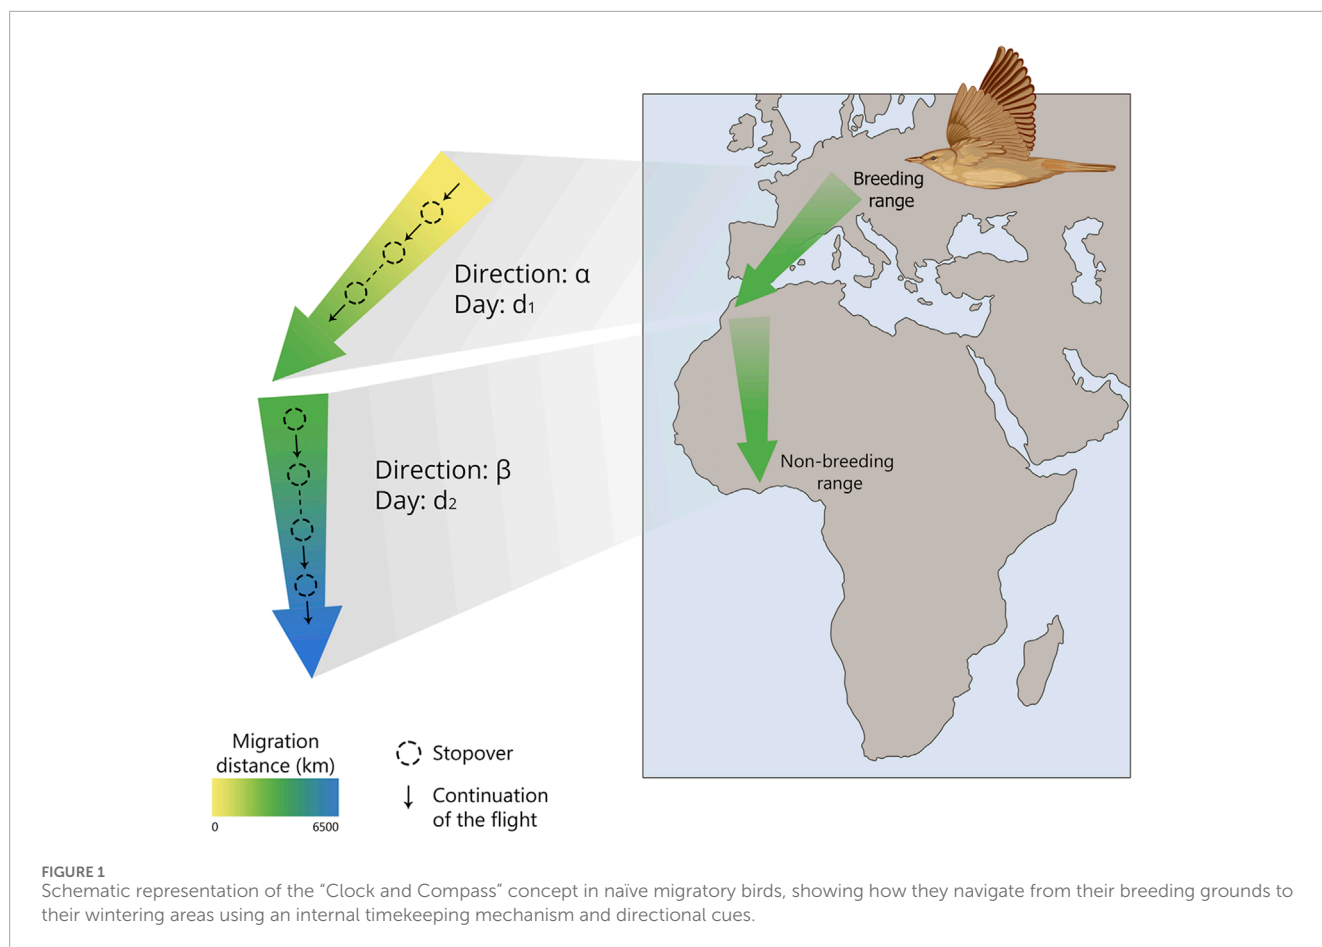 Breeding
range
Direction: α
Day: d₁
Direction: β
Day: d₂
Non-breeding
range
Migration
distance (km)
0 6500
Stopover
Continuation
of the flight
FIGURE 1
Schematic representation of the “Clock and Compass” concept in naïve migratory birds, showing how they navigate from their breeding grounds to
their wintering areas using an internal timekeeping mechanism and directional cues.